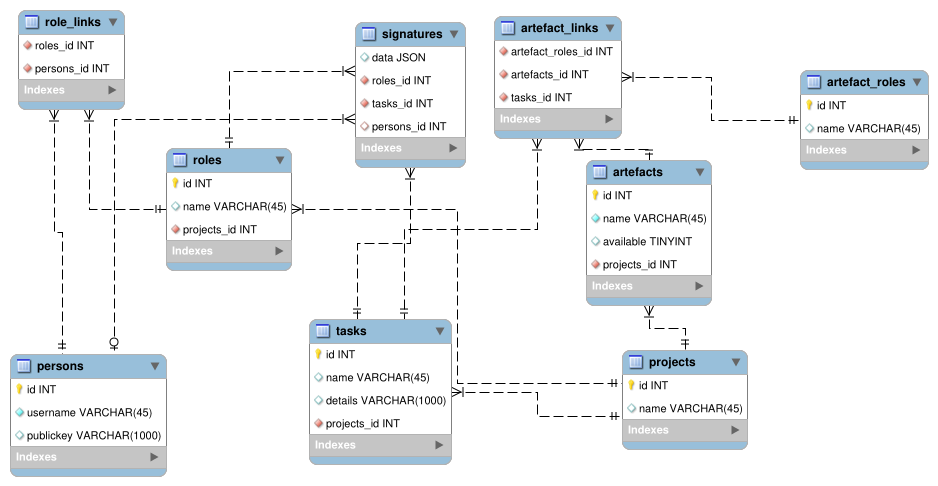 role_links
roles_id INT
persons_id INT
Indexes
signatures
data JSON
roles_id INT
tasks_id INT
persons_id INT
Indexes
artefact_links
artefact_roles_id INT
artefacts_id INT
tasks_id INT
Indexes
artefact_roles
id INT
name VARCHAR(45)
Indexes
roles
id INT
name VARCHAR(45)
projects_id INT
Indexes
artefacts
id INT
name VARCHAR(45)
available TINYINT
projects_id INT
Indexes
persons
id INT
username VARCHAR(45)
publickey VARCHAR(1000)
Indexes
tasks
id INT
name VARCHAR(45)
details VARCHAR(1000)
projects_id INT
Indexes
projects
id INT
name VARCHAR(45)
Indexes